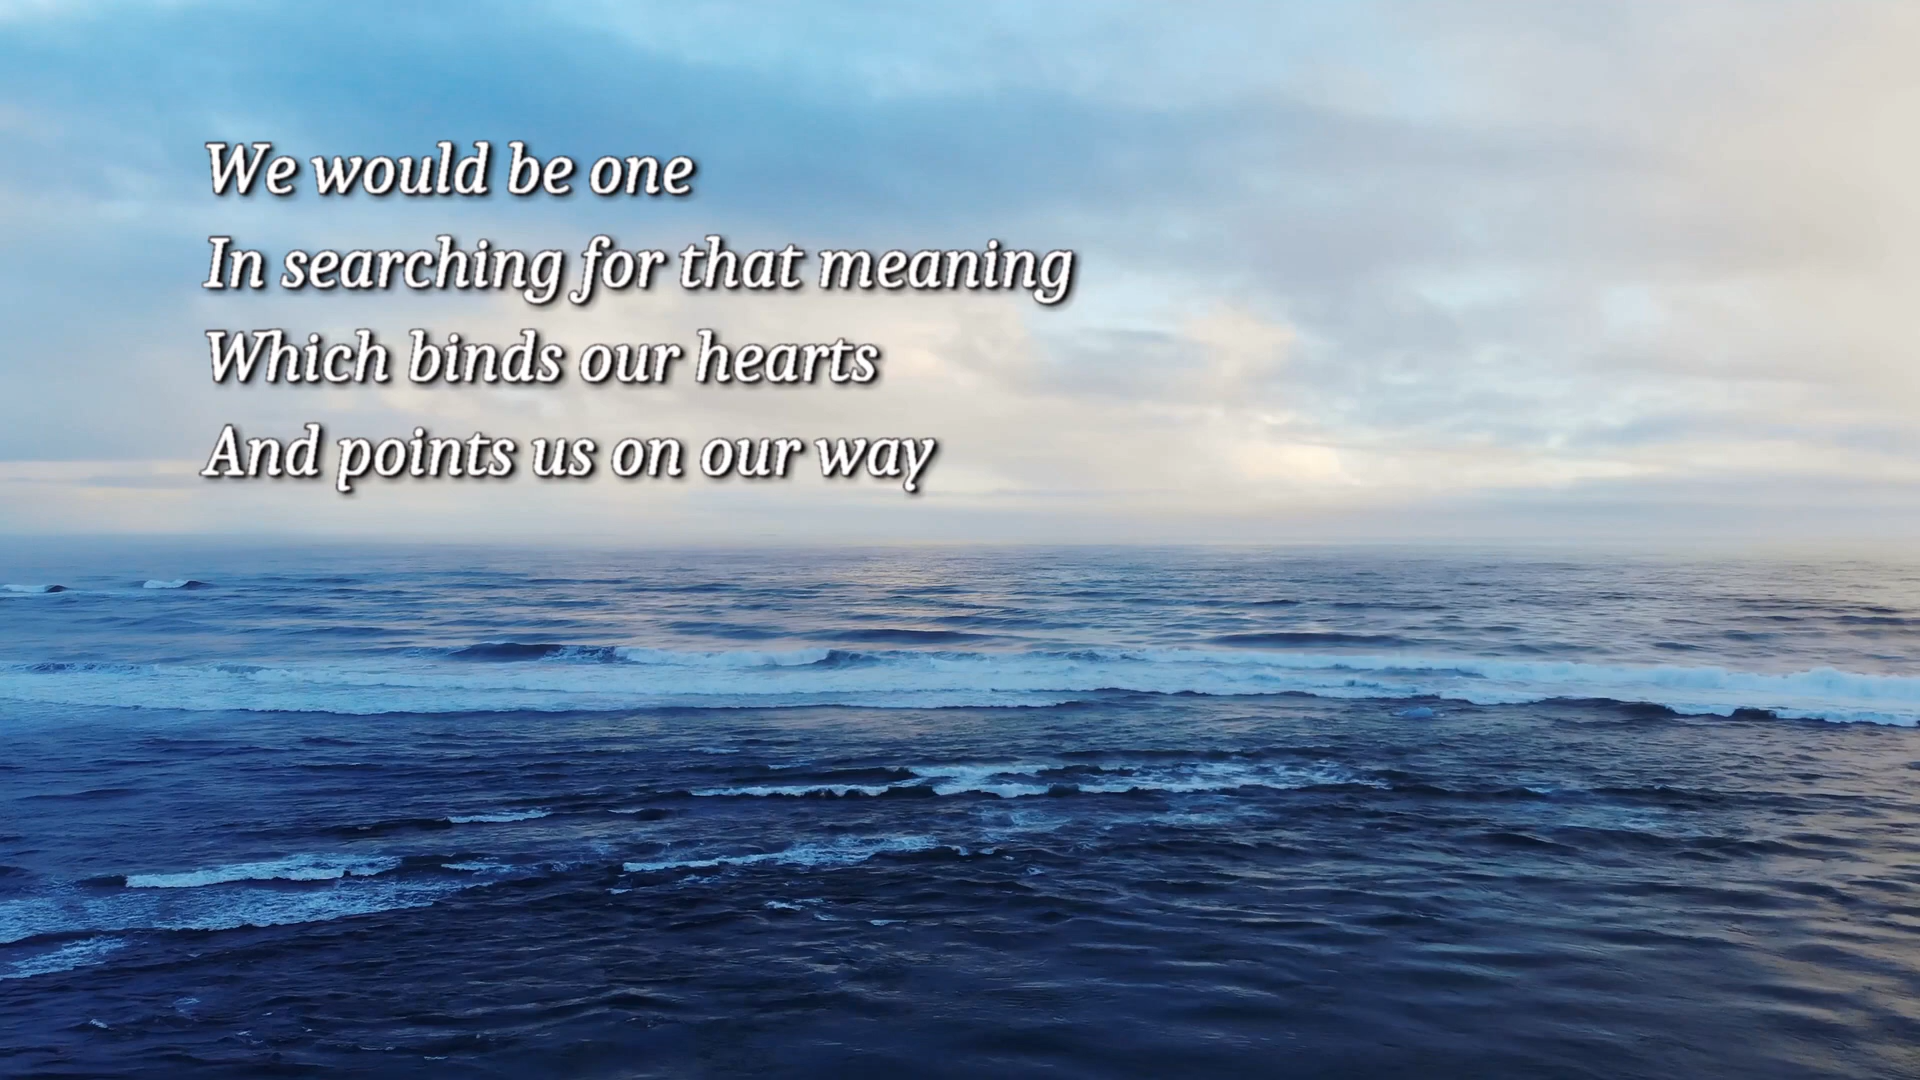 We would be one
In searching for that meaning
Which binds our hearts
And points us on our way